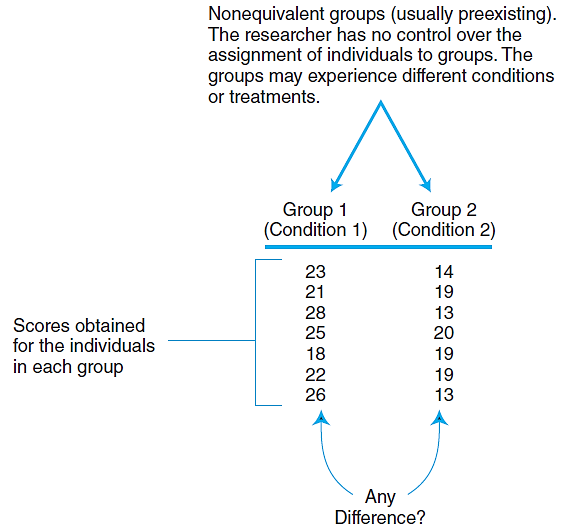 Nonequivalent groups (usually preexisting).
The researcher has no control over the
assignment of individuals to groups. The
groups may experience different conditions
or treatments.
Group 1 Group 2
(Condition 1) (Condition 2)
23 14
21 19
28 13
25 20
18 19
22 19
26 13
Scores obtained
for the individuals
in each group
Any
Difference?